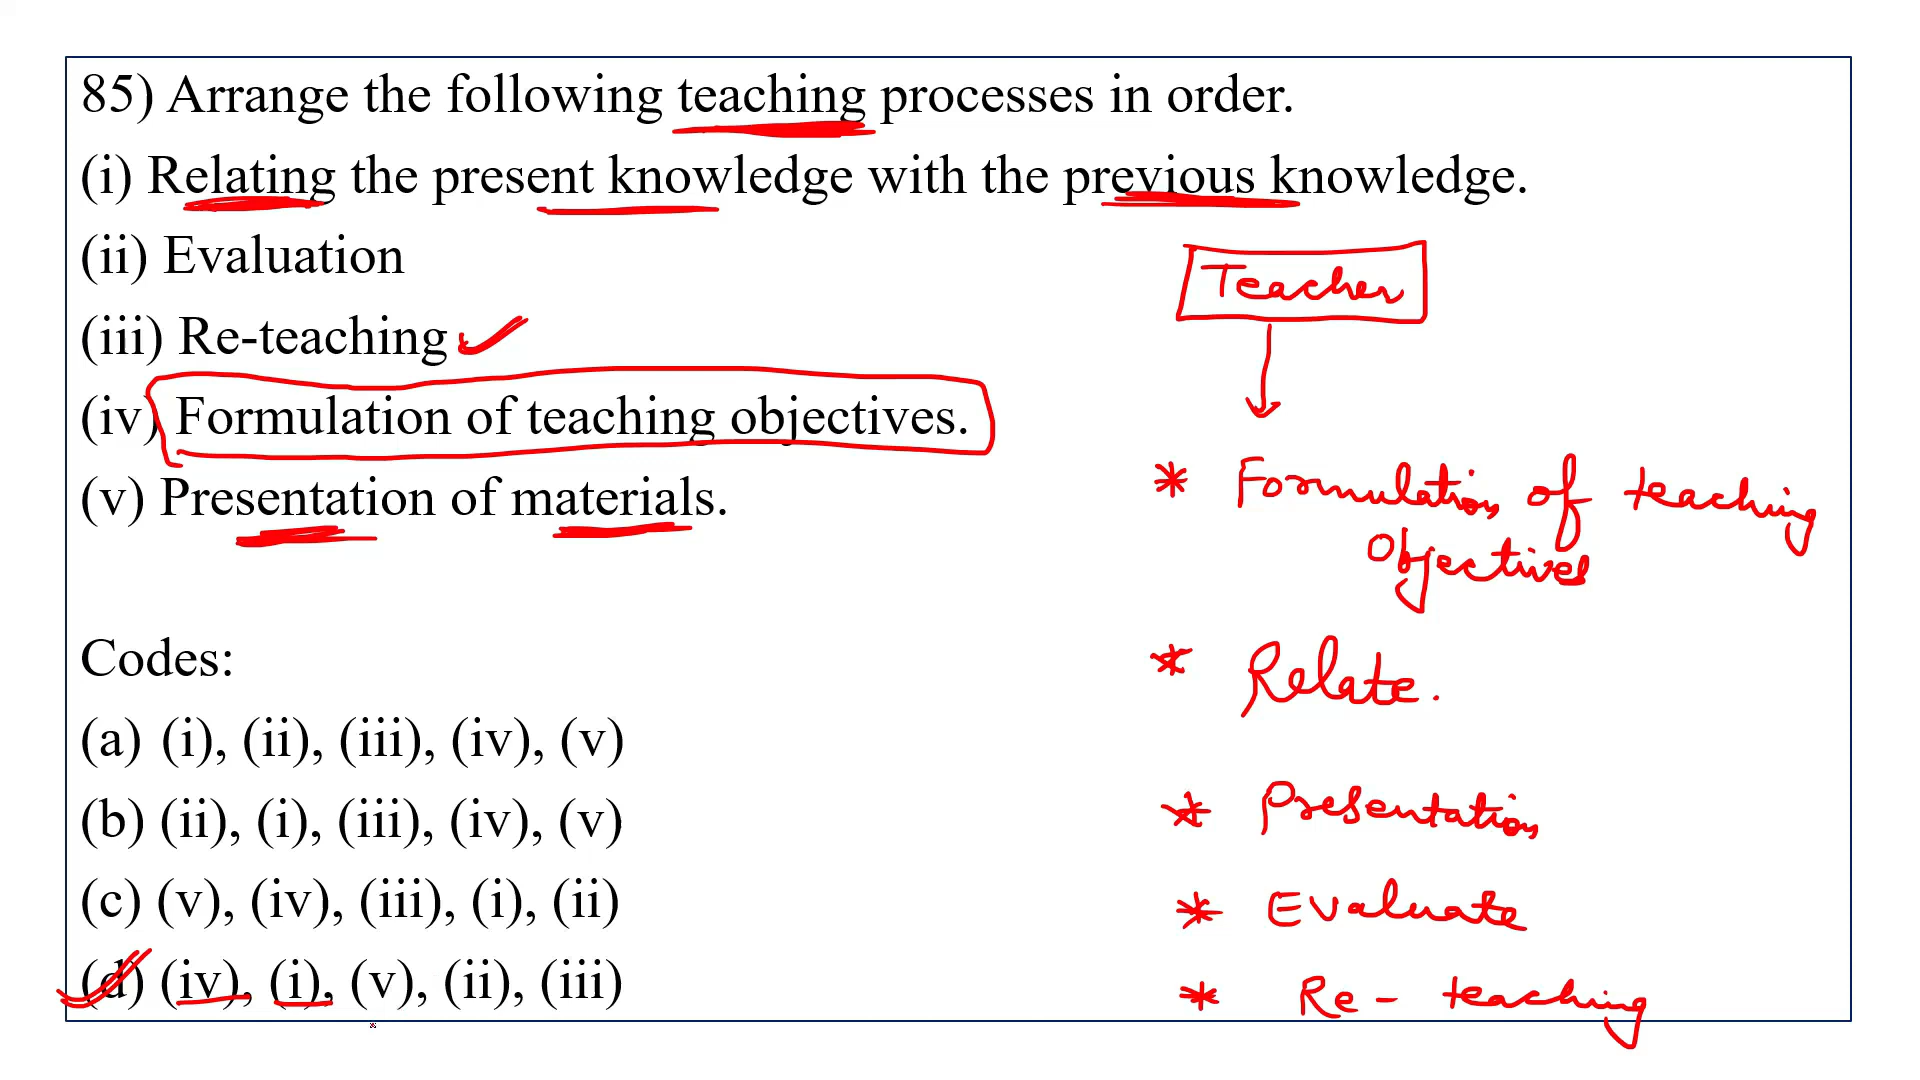 85) Arrange the following teaching processes in order.
(i) Relating the present knowledge with the previous knowledge.
(ii) Evaluation
Teacher
(iii) Re-teaching
(iv) Formulation of teaching objectives.
(v) Presentation of materials.
* Formulation of teaching
Objectives
Codes:
* Relate.
(a) (i), (ii), (iii), (iv), (v)
(b) (ii), (i), (iii), (iv), (v)
* Presentation
(c) (v), (iv), (iii), (i), (ii)
* Evaluate
(d) (iv), (i), (v), (ii), (iii)
* Re - teaching